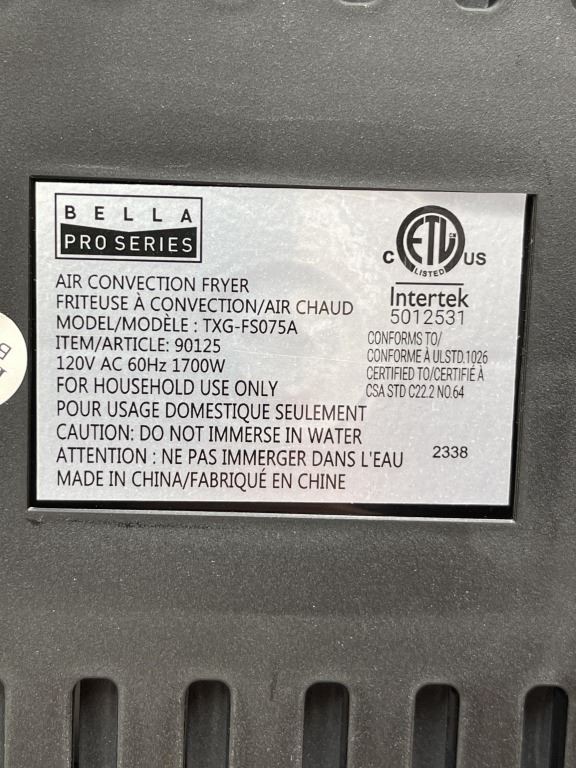 BELLA
PRO SERIES
AIR CONVECTION FRYER
FRITEUSE À CONVECTION/AIR CHAUD
MODEL/MODÈLE : TXG-FS075A
ITEM/ARTICLE: 90125
120V AC 60Hz 1700W
FOR HOUSEHOLD USE ONLY
POUR USAGE DOMESTIQUE SEULEMENT
CAUTION: DO NOT IMMERSE IN WATER
ATTENTION : NE PAS IMMERGER DANS L'EAU
MADE IN CHINA/FABRIQUÉ EN CHINE
C ETL CM US
LISTED
Intertek
5012531
CONFORMS TO/
CONFORME À ULSTD.1026
CERTIFIED TO/CERTIFIÉ À
CSA STD C22.2 NO.64
2338